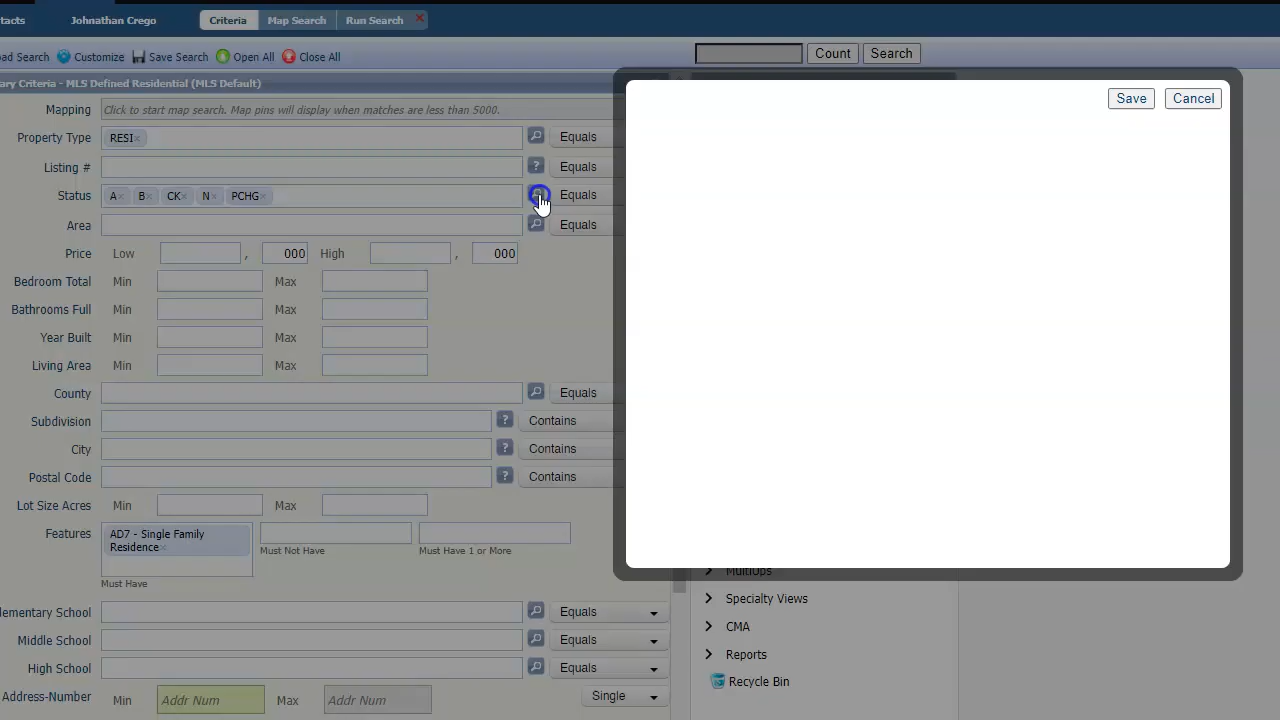 tacts Johnathan Crego Criteria Map Search Run Search
ad Search Customize Save Search Open All Close All Count Search
ary Criteria - MLS Defined Residential (MLS Default)
Save Cancel
Mapping Click to start map search. Map pins will display when matches are less than 5000.
Property Type RESI× Equals
Listing # ? Equals
Status A× B× CK× N× PCHG× Equals
Area Equals
Price Low , 000 High , 000
Bedroom Total Min Max
Bathrooms Full Min Max
Year Built Min Max
Living Area Min Max
County Equals
Subdivision ? Contains
City ? Contains
Postal Code ? Contains
Lot Size Acres Min Max
Features AD7 - Single Family
Residence×
Must Not Have Must Have 1 or More
Must Have
MultiOps
Specialty Views
lementary School Equals
CMA
Middle School Equals
Reports
High School Equals
Recycle Bin
Address-Number Min Addr Num Max Addr Num Single